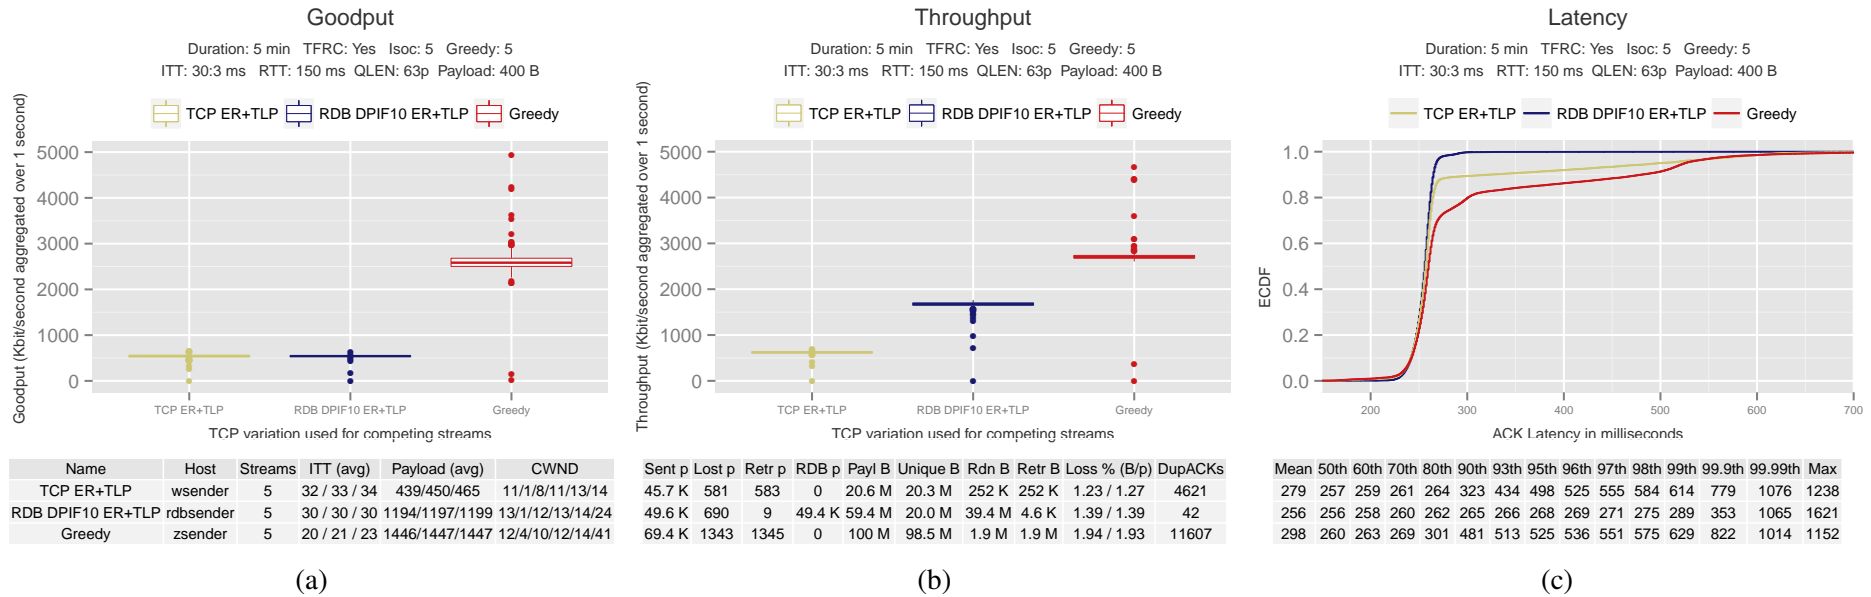 Goodput
Duration: 5 min TFRC: Yes Isoc: 5 Greedy: 5
ITT: 30:3 ms RTT: 150 ms QLEN: 63p Payload: 400 B
TCP ER+TLP RDB DPIF10 ER+TLP Greedy
Goodput (Kbit/second aggregated over 1 second)
5000
4000
3000
2000
1000
0
TCP ER+TLP RDB DPIF10 ER+TLP Greedy
TCP variation used for competing streams
Name Host Streams ITT (avg) Payload (avg) CWND
TCP ER+TLP wsender 5 32 / 33 / 34 439/450/465 11/1/8/11/13/14
RDB DPIF10 ER+TLP rdbsender 5 30 / 30 / 30 1194/1197/1199 13/1/12/13/14/24
Greedy zsender 5 20 / 21 / 23 1446/1447/1447 12/4/10/12/14/41
(a)
Throughput
Duration: 5 min TFRC: Yes Isoc: 5 Greedy: 5
ITT: 30:3 ms RTT: 150 ms QLEN: 63p Payload: 400 B
TCP ER+TLP RDB DPIF10 ER+TLP Greedy
Throughput (Kbit/second aggregated over 1 second)
5000
4000
3000
2000
1000
0
TCP ER+TLP RDB DPIF10 ER+TLP Greedy
TCP variation used for competing streams
Sent p Lost p Retr p RDB p Payl B Unique B Rdn B Retr B Loss % (B/p) DupACKs
45.7 K 581 583 0 20.6 M 20.3 M 252 K 252 K 1.23 / 1.27 4621
49.6 K 690 9 49.4 K 59.4 M 20.0 M 39.4 M 4.6 K 1.39 / 1.39 42
69.4 K 1343 1345 0 100 M 98.5 M 1.9 M 1.9 M 1.94 / 1.93 11607
(b)
Latency
Duration: 5 min TFRC: Yes Isoc: 5 Greedy: 5
ITT: 30:3 ms RTT: 150 ms QLEN: 63p Payload: 400 B
TCP ER+TLP RDB DPIF10 ER+TLP Greedy
ECDF
1.0
0.8
0.6
0.4
0.2
0.0
200 300 400 500 600 700
ACK Latency in milliseconds
Mean 50th 60th 70th 80th 90th 93th 95th 96th 97th 98th 99th 99.9th 99.99th Max
279 257 259 261 264 323 434 498 525 555 584 614 779 1076 1238
256 256 258 260 262 265 266 268 269 271 275 289 353 1065 1621
298 260 263 269 301 481 513 525 536 551 575 629 822 1014 1152
(c)